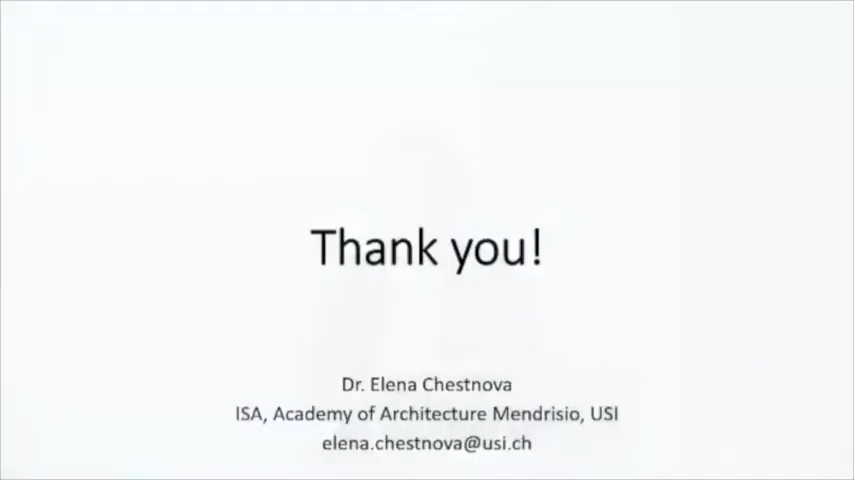 Thank you!
Dr. Elena Chestnova
ISA, Academy of Architecture Mendrisio, USI
elena.chestnova@usi.ch